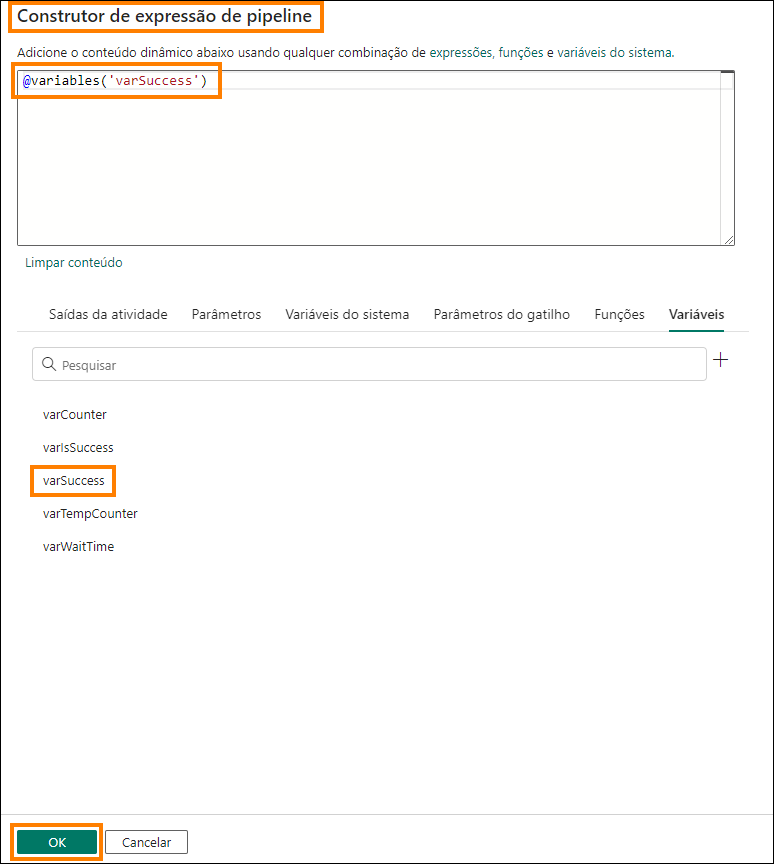 Construtor de expressão de pipeline
Adicione o conteúdo dinâmico abaixo usando qualquer combinação de expressões, funções e variáveis do sistema.
@variables('varSuccess')
Limpar conteúdo
Saídas da atividade Parâmetros Variáveis do sistema Parâmetros do gatilho Funções Variáveis
Pesquisar
varCounter
varIsSuccess
varSuccess
varTempCounter
varWaitTime
OK Cancelar